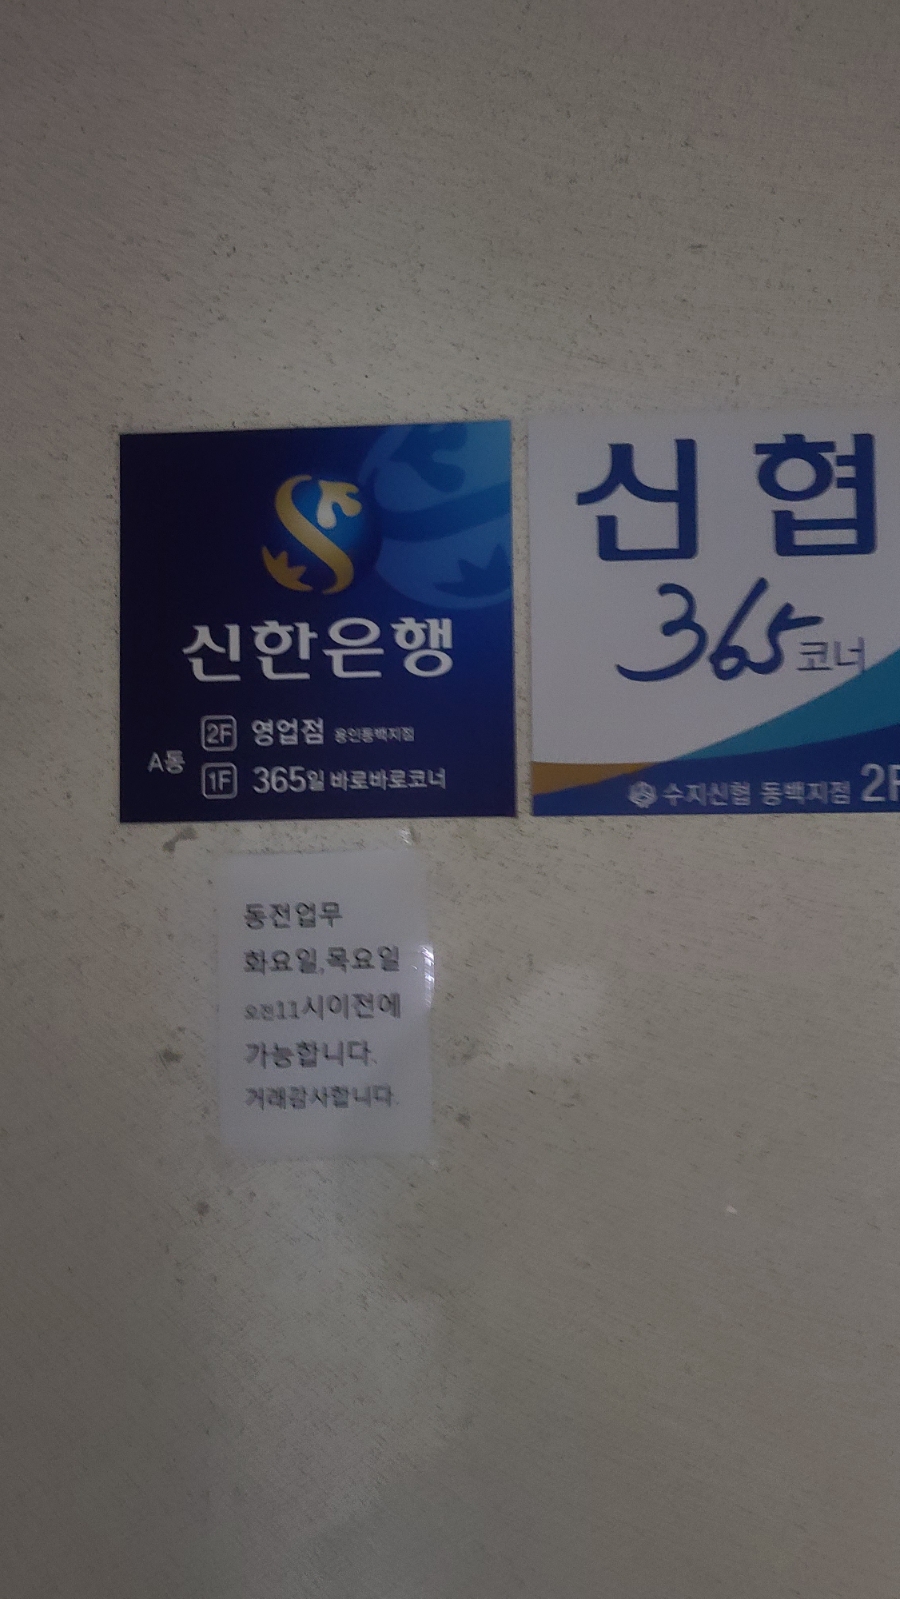 신한은행
A동
2F 영업점 용인동백지점
1F 365일 바로바로코너
신협
365코너
수지신협 동백지점 2F
동전업무
화요일,목요일
오전11시이전에
가능합니다.
거래감사합니다.